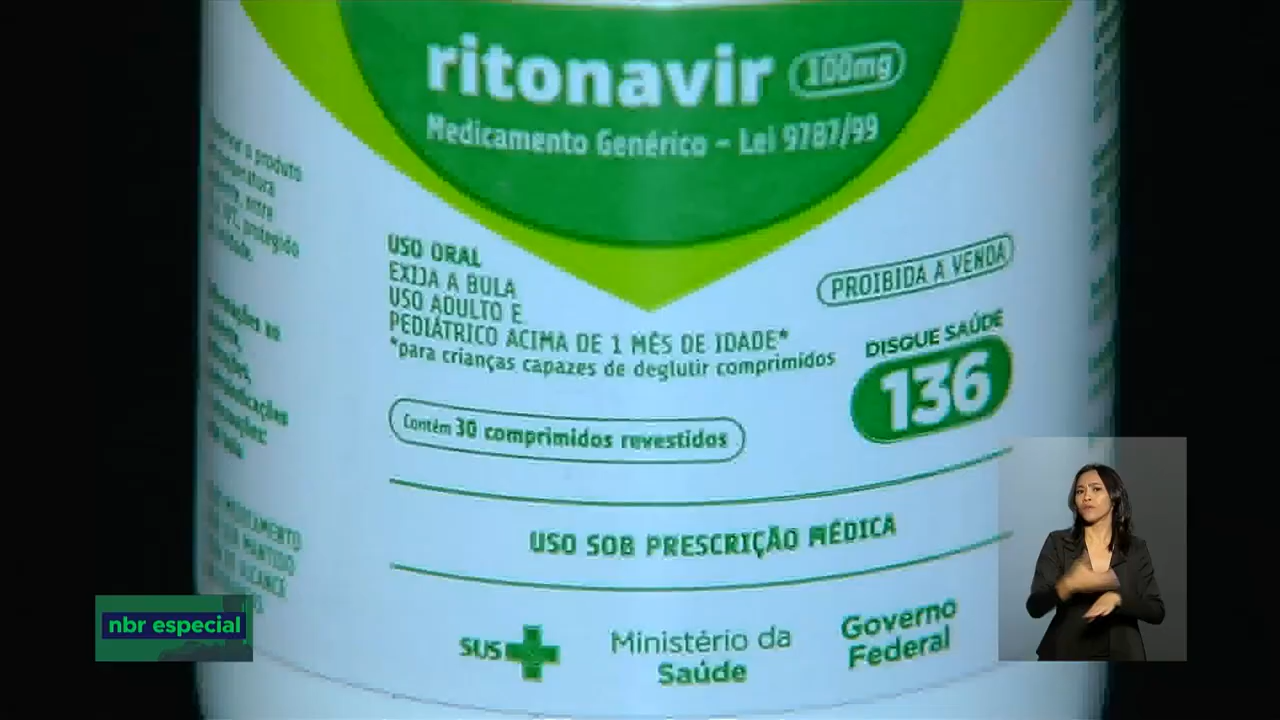 ritonavir 100mg
Medicamento Genérico - Lei 9787/99
o produto
USO ORAL
EXIJA A BULA
USO ADULTO E
PEDIÁTRICO ACIMA DE 1 MÊS DE IDADE*
*para crianças capazes de deglutir comprimidos
PROIBIDA A VENDA
DISQUE SAÚDE
136
Contém 30 comprimidos revestidos
USO SOB PRESCRIÇÃO MÉDICA
SUS
Ministério da
Saúde
Governo
Federal
nbr especial